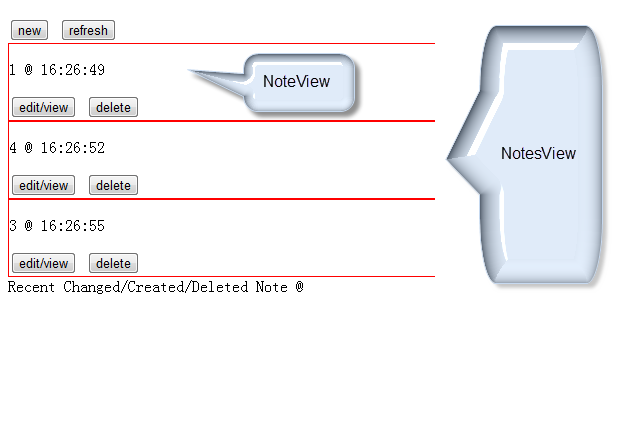 new refresh
1 @ 16:26:49
NoteView
edit/view delete
4 @ 16:26:52
NotesView
edit/view delete
3 @ 16:26:55
edit/view delete
Recent Changed/Created/Deleted Note @